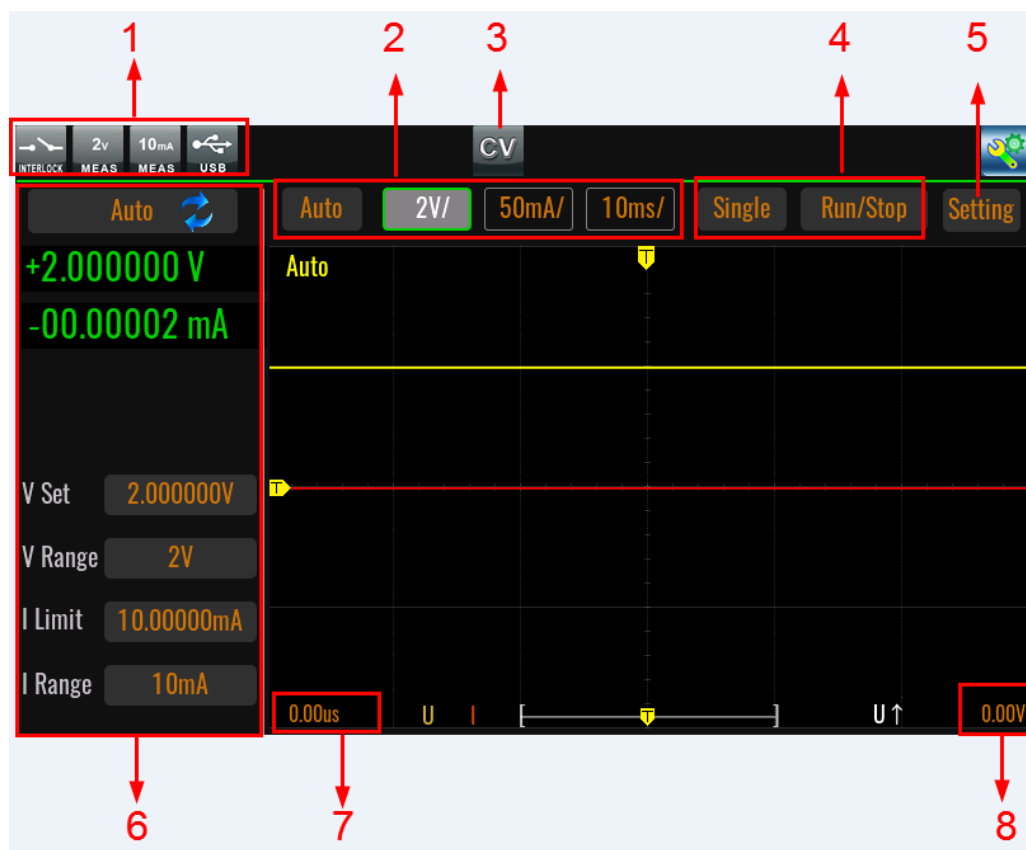 1 2 3 4 5
INTERLOCK 2V MEAS 10mA MEAS USB CV
Auto Auto 2V/ 50mA/ 10ms/ Single Run/Stop Setting
+2.000000 V
Auto T
-00.00002 mA
V Set 2.000000V T
V Range 2V
I Limit 10.00000mA
I Range 10mA
0.00us U I [ T ] U↑ 0.00V
6 7 8